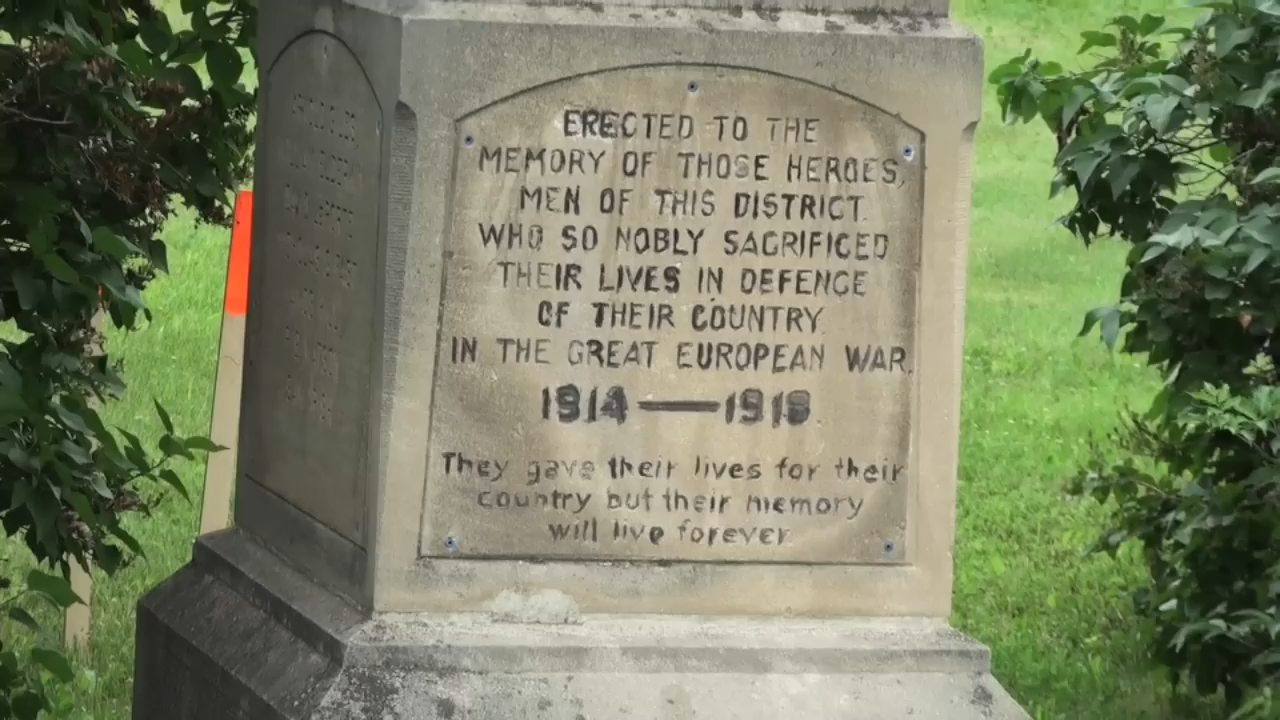 ERECTED TO THE
MEMORY OF THOSE HEROES,
MEN OF THIS DISTRICT.
WHO SO NOBLY SACRIFICED
THEIR LIVES IN DEFENCE
OF THEIR COUNTRY.
IN THE GREAT EUROPEAN WAR.
1914 — 1918.
They gave their lives for their
country but their memory
will live forever.